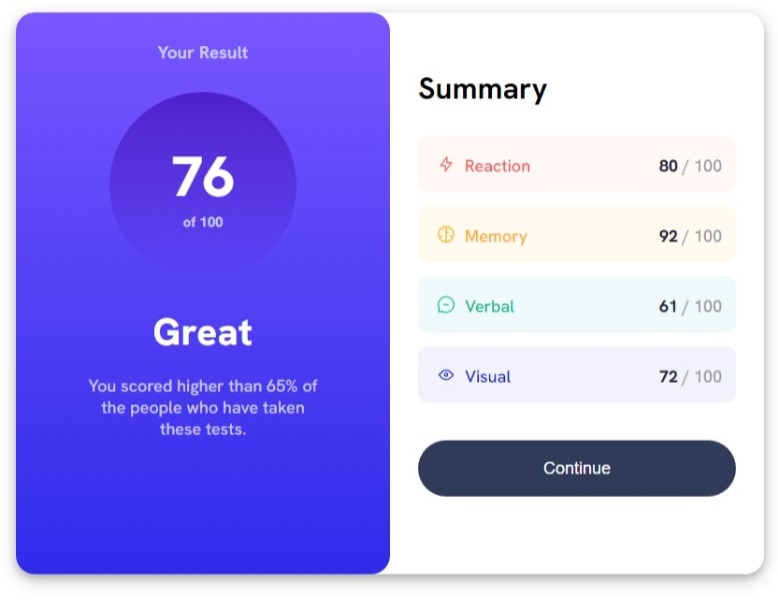 Your Result
76
of 100
Great
You scored higher than 65% of
the people who have taken
these tests.
Summary
Reaction 80 / 100
Memory 92 / 100
Verbal 61 / 100
Visual 72 / 100
Continue